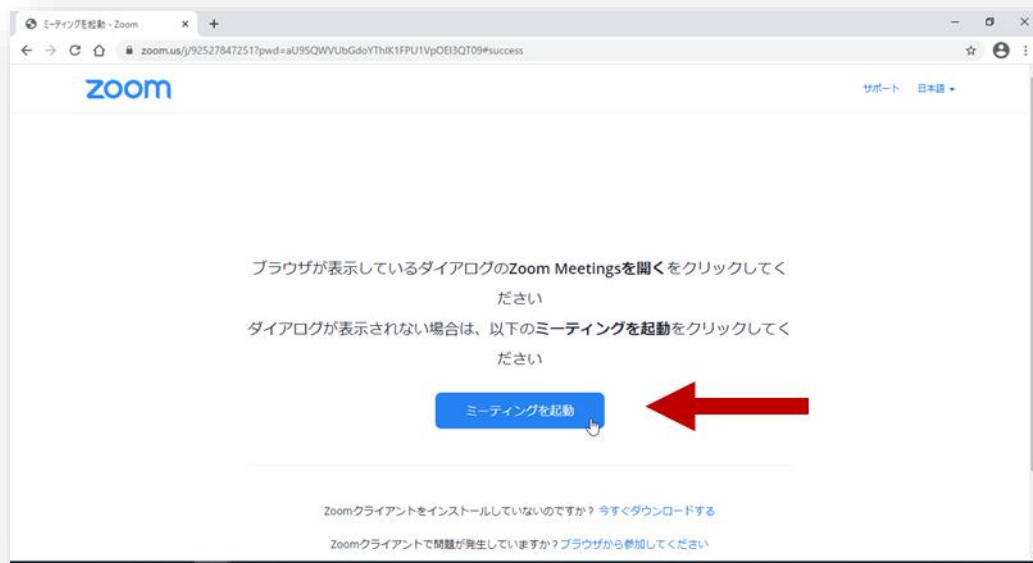 ミーティングを起動 - Zoom
zoom.us/j/92527847251?pwd=aU9SQWVUbGdoYThIK1FPU1VpOEI3QT09#success
zoom
サポート 日本語
ブラウザが表示しているダイアログのZoom Meetingsを開くをクリックしてく
ださい
ダイアログが表示されない場合は、以下のミーティングを起動をクリックしてく
ださい
ミーティングを起動
Zoomクライアントをインストールしていないのですか？今すぐダウンロードする
Zoomクライアントで問題が発生していますか？ブラウザから参加してください